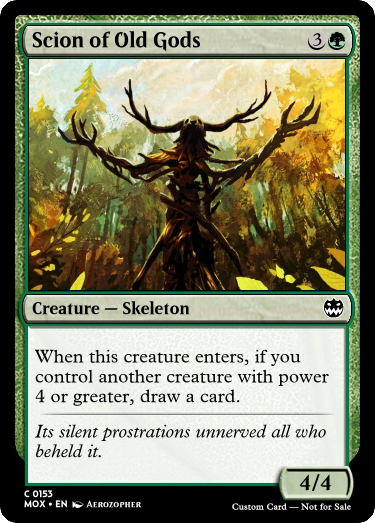 Scion of Old Gods
3
Creature — Skeleton
When this creature enters, if you
control another creature with power
4 or greater, draw a card.
Its silent prostrations unnerved all who
beheld it.
4/4
C 0153
MOX • EN Aerozopher
Custom Card — Not for Sale